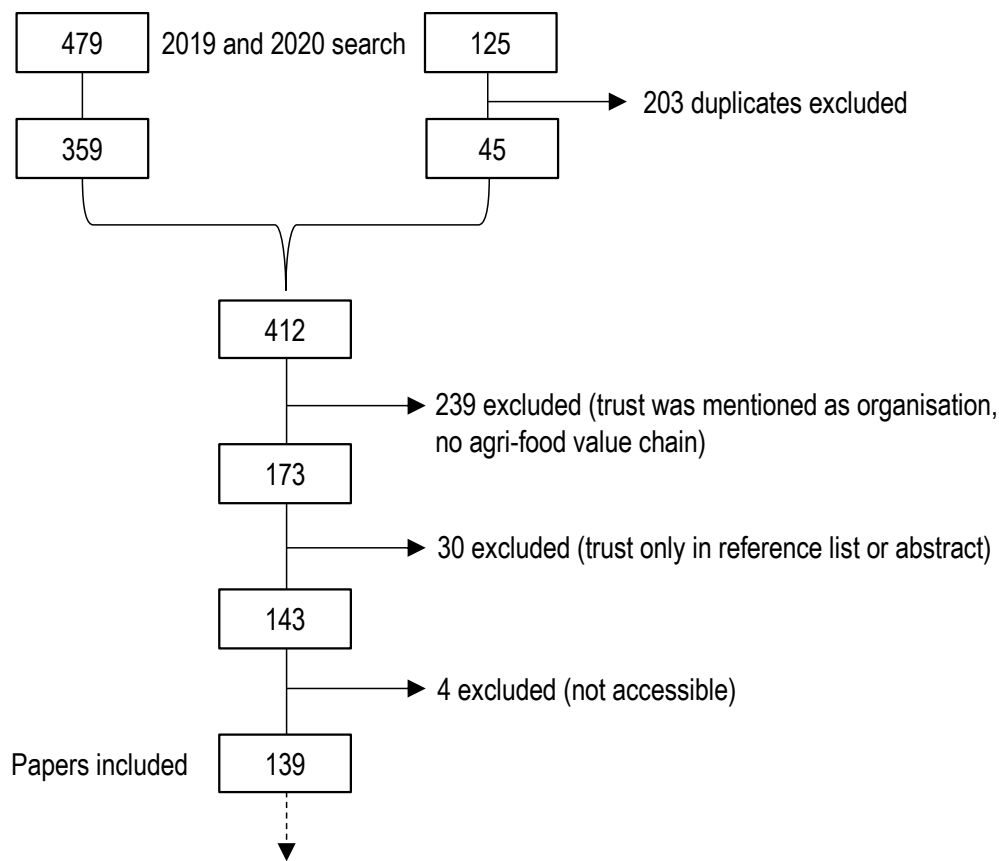 479 2019 and 2020 search 125
203 duplicates excluded
359 45
412
239 excluded (trust was mentioned as organisation,
no agri-food value chain)
173
30 excluded (trust only in reference list or abstract)
143
4 excluded (not accessible)
Papers included 139